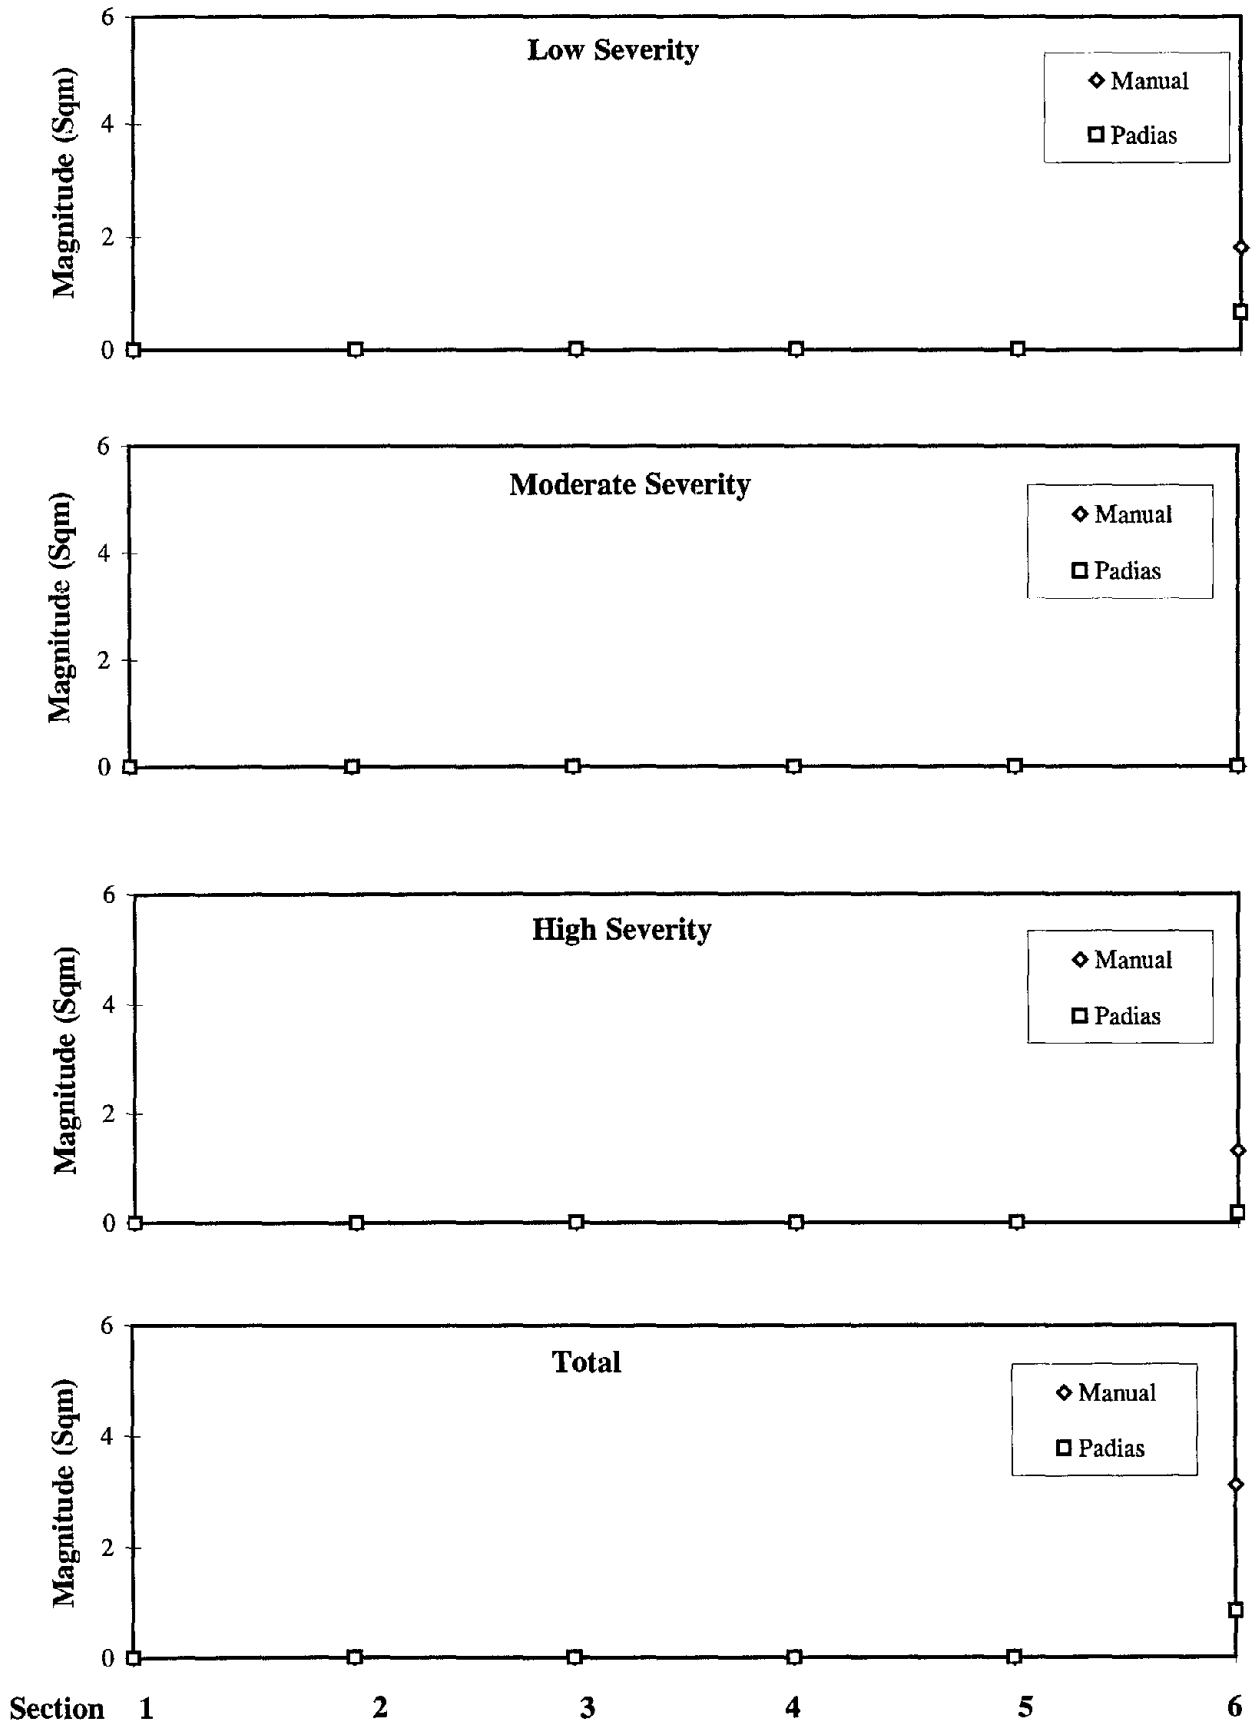 Low Severity
Magnitude (Sqm)
6
4
2
0
Manual
Padias
Moderate Severity
Magnitude (Sqm)
6
4
2
0
Manual
Padias
High Severity
Magnitude (Sqm)
6
4
2
0
Manual
Padias
Total
Magnitude (Sqm)
6
4
2
0
Manual
Padias
Section 1 2 3 4 5 6